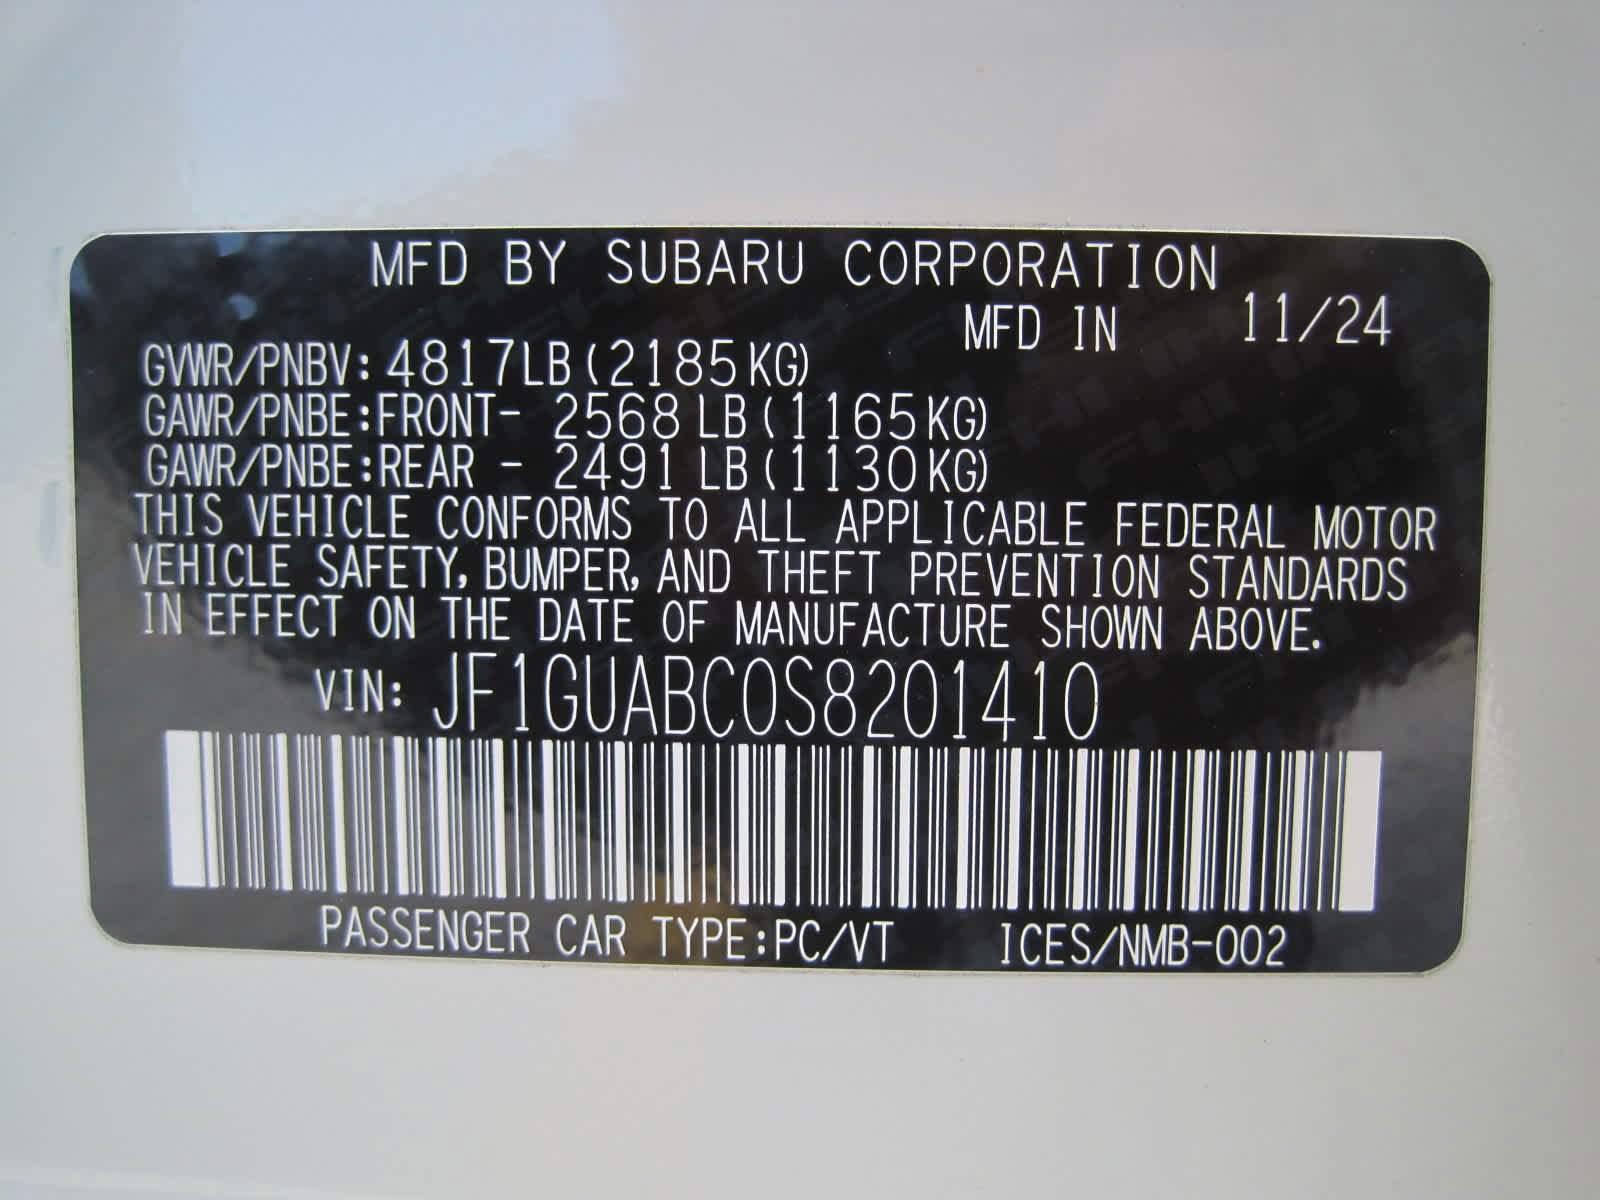 MFD BY SUBARU CORPORATION
MFD IN 11/24
GVWR/PNBV: 4817LB (2185KG)
GAWR/PNBE:FRONT- 2568 LB (1165KG)
GAWR/PNBE:REAR - 2491 LB (1130KG)
THIS VEHICLE CONFORMS TO ALL APPLICABLE FEDERAL MOTOR
VEHICLE SAFETY, BUMPER, AND THEFT PREVENTION STANDARDS
IN EFFECT ON THE DATE OF MANUFACTURE SHOWN ABOVE.
VIN: JF1GUABC0S8201410
PASSENGER CAR TYPE:PC/VT ICES/NMB-002